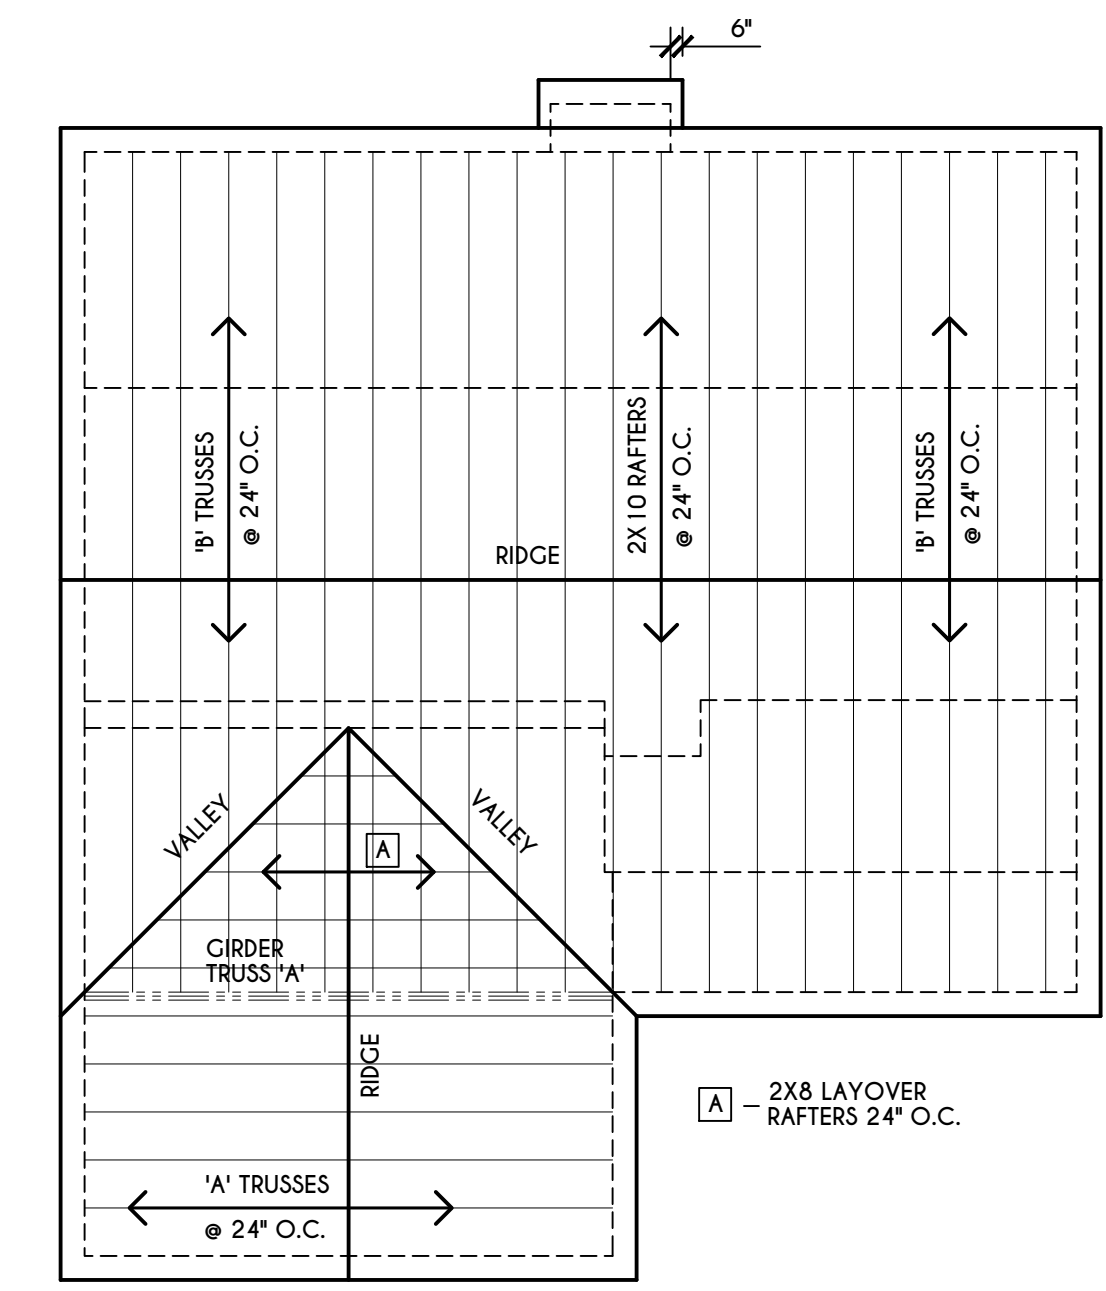 6"
'B' TRUSSES
@ 24" O.C.
2X10 RAFTERS
@ 24" O.C.
'B' TRUSSES
@ 24" O.C.
RIDGE
VALLEY
VALLEY
A
GIRDER
TRUSS 'A'
RIDGE
A – 2X8 LAYOVER
RAFTERS 24" O.C.
'A' TRUSSES
@ 24" O.C.